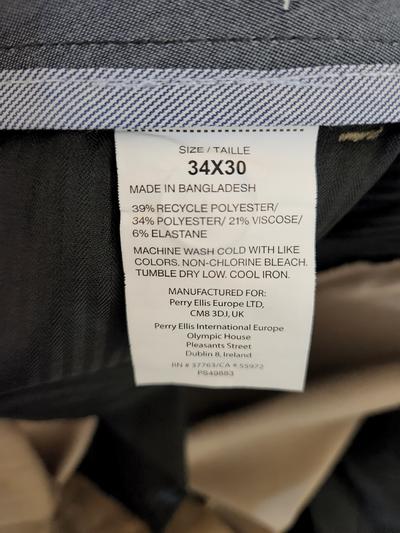 SIZE / TAILLE
34X30
MADE IN BANGLADESH
39% RECYCLE POLYESTER/
34% POLYESTER/ 21% VISCOSE/
6% ELASTANE
MACHINE WASH COLD WITH LIKE
COLORS. NON-CHLORINE BLEACH.
TUMBLE DRY LOW. COOL IRON.
MANUFACTURED FOR:
Perry Ellis Europe LTD,
CM8 3DJ, UK
Perry Ellis International Europe
Olympic House
Pleasants Street
Dublin 8, Ireland
RN # 37763/CA # 55972